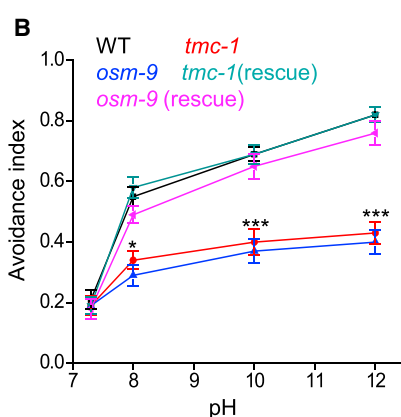 B
WT tmc-1
osm-9 tmc-1(rescue)
osm-9 (rescue)
Avoidance index
1.0
0.8
0.6
0.4
0.2
0.0
* *** ***
7 8 9 10 11 12
pH